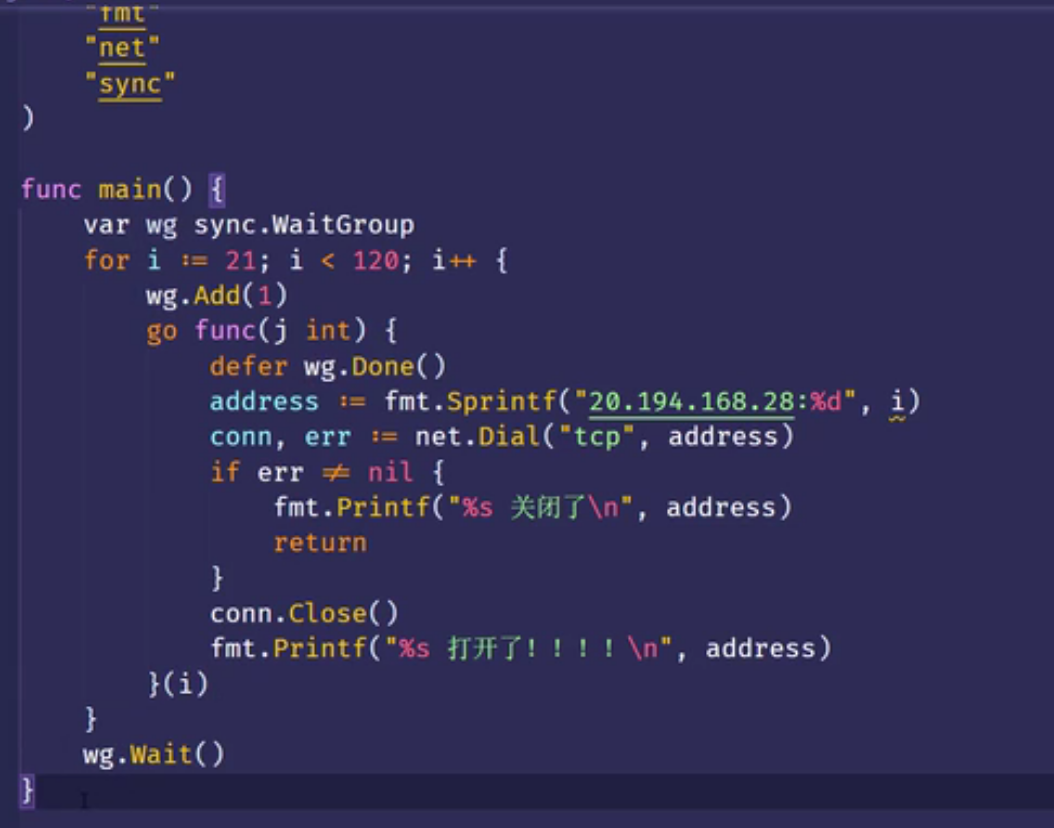 "fmt"
"net"
"sync"
)
func main() {
var wg sync.WaitGroup
for i := 21; i < 120; i++ {
wg.Add(1)
go func(j int) {
defer wg.Done()
address := fmt.Sprintf("20.194.168.28:%d", i)
conn, err := net.Dial("tcp", address)
if err != nil {
fmt.Printf("%s 关闭了\n", address)
return
}
conn.Close()
fmt.Printf("%s 打开了!!!!\n", address)
}(i)
}
wg.Wait()
}